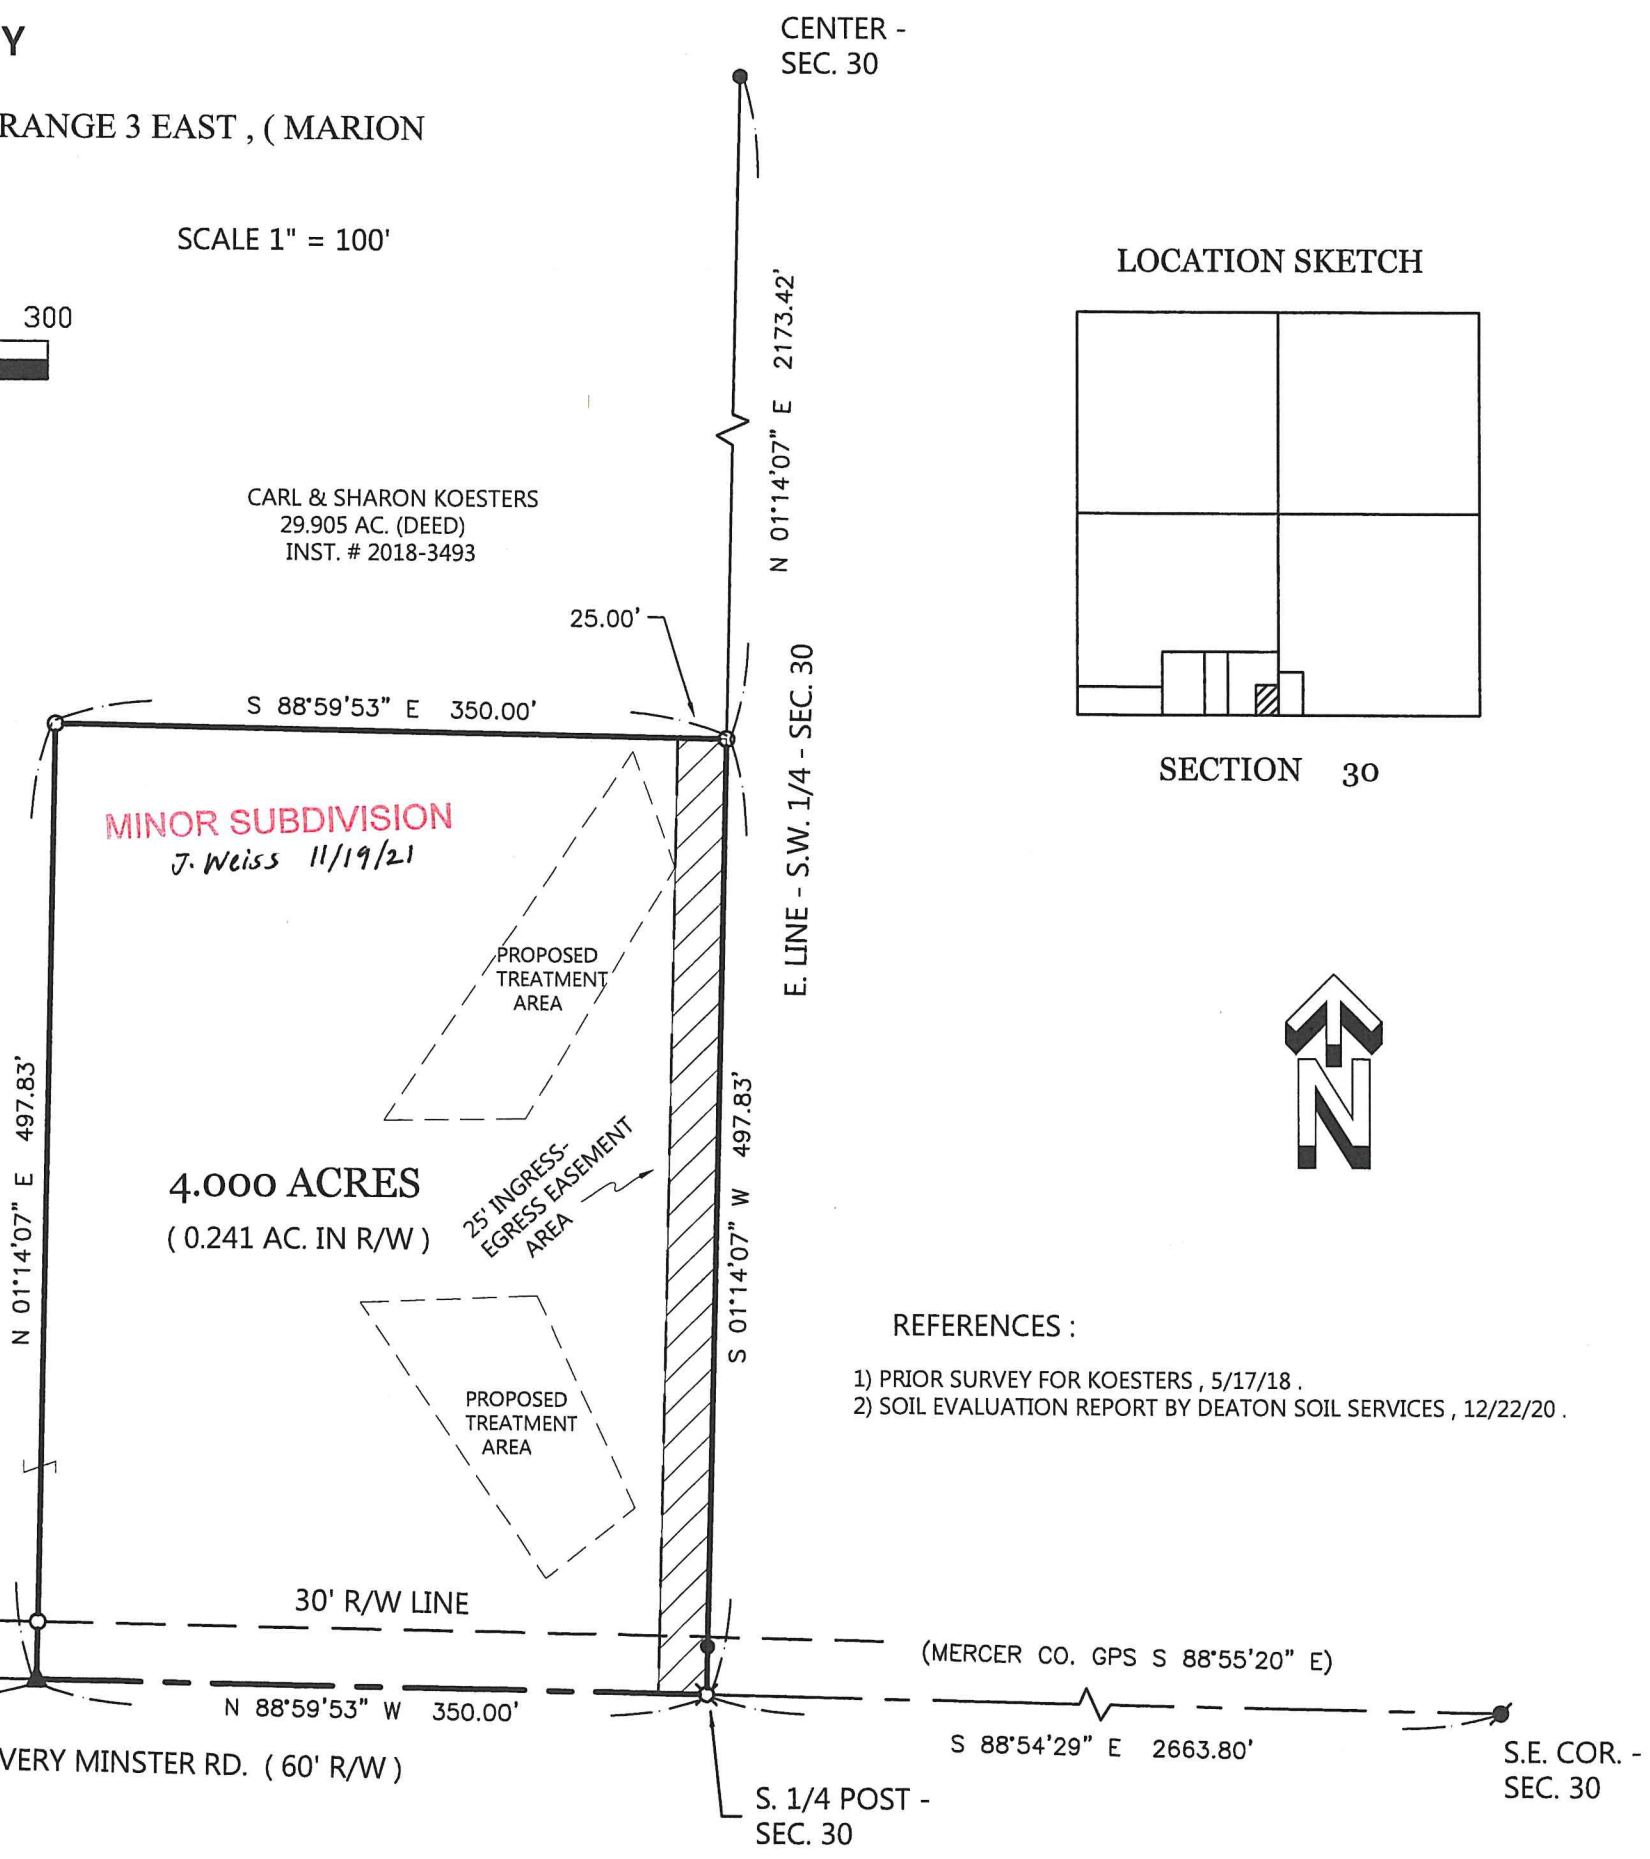 Y
RANGE 3 EAST , ( MARION
SCALE 1" = 100'
300
CENTER -
SEC. 30
N 01°14'07" E 2173.42'
LOCATION SKETCH
SECTION 30
CARL & SHARON KOESTERS
29.905 AC. (DEED)
INST. # 2018-3493
25.00'
S 88°59'53" E 350.00'
E. LINE - S.W. 1/4 - SEC. 30
MINOR SUBDIVISION
J. Weiss 11/19/21
PROPOSED
TREATMENT
AREA
N 01°14'07" E 497.83'
4.000 ACRES
( 0.241 AC. IN R/W )
25' INGRESS-
EGRESS EASEMENT
AREA
S 01°14'07" W 497.83'
N
REFERENCES :
1) PRIOR SURVEY FOR KOESTERS , 5/17/18 .
2) SOIL EVALUATION REPORT BY DEATON SOIL SERVICES , 12/22/20 .
PROPOSED
TREATMENT
AREA
30' R/W LINE
(MERCER CO. GPS S 88°55'20" E)
N 88°59'53" W 350.00'
S 88°54'29" E 2663.80'
VERY MINSTER RD. ( 60' R/W )
S. 1/4 POST -
SEC. 30
S.E. COR. -
SEC. 30